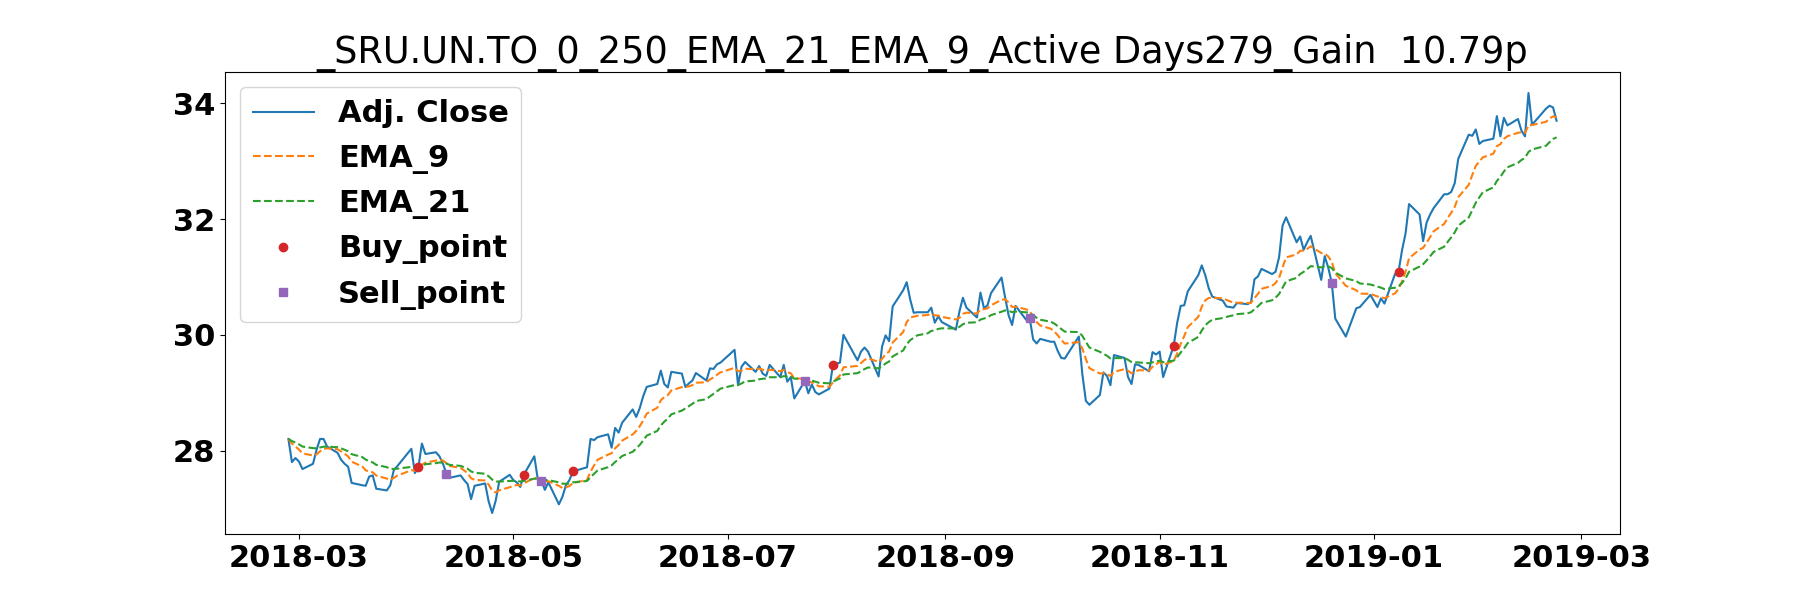 _SRU.UN.TO_0_250_EMA_21_EMA_9_Active Days279_Gain  10.79p
Adj. Close
EMA_9
EMA_21
Buy_point
Sell_point
34
32
30
28
2018-03 2018-05 2018-07 2018-09 2018-11 2019-01 2019-03